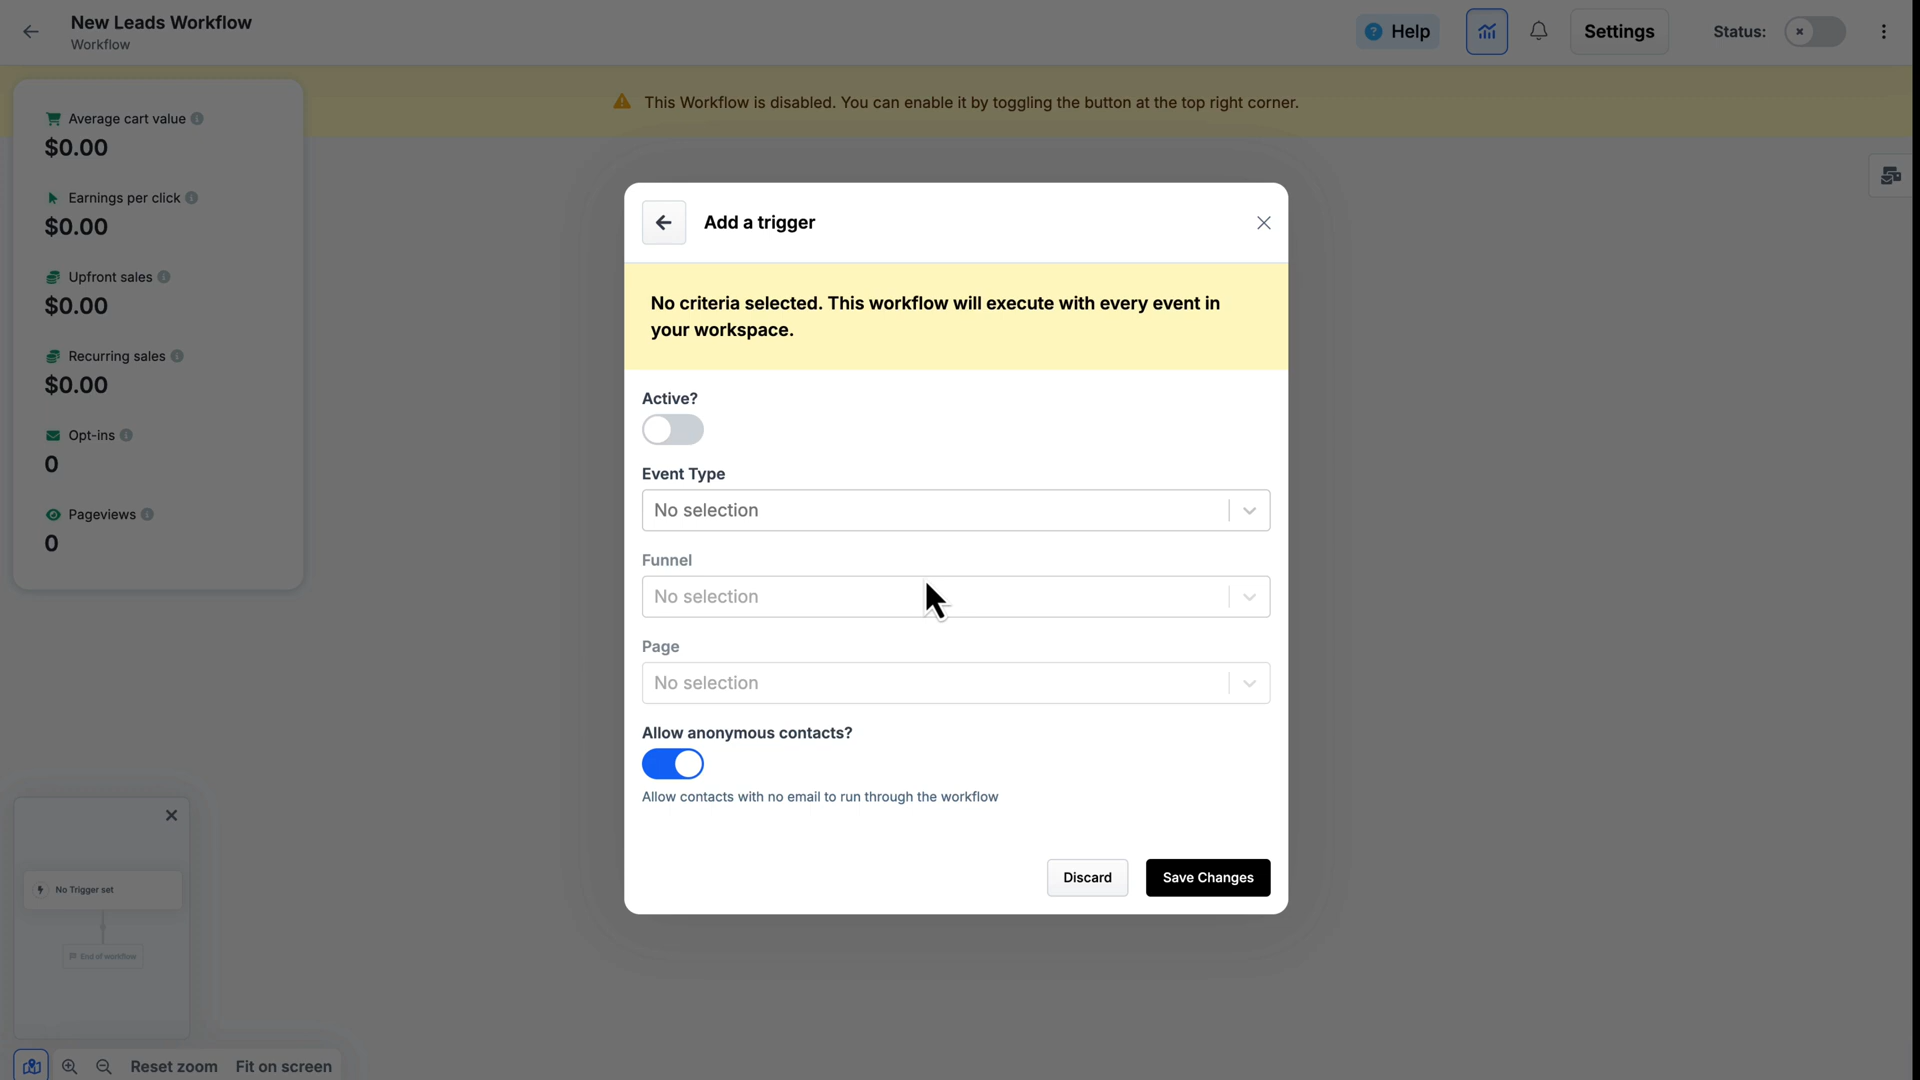 New Leads Workflow
Workflow
Help
Settings
Status:
This Workflow is disabled. You can enable it by toggling the button at the top right corner.
Average cart value
$0.00
Earnings per click
$0.00
Upfront sales
$0.00
Recurring sales
$0.00
Opt-ins
0
Pageviews
0
Add a trigger
No criteria selected. This workflow will execute with every event in
your workspace.
Active?
Event Type
No selection
Funnel
No selection
Page
No selection
Allow anonymous contacts?
Allow contacts with no email to run through the workflow
Discard
Save Changes
No Trigger set
End of workflow
Reset zoom
Fit on screen